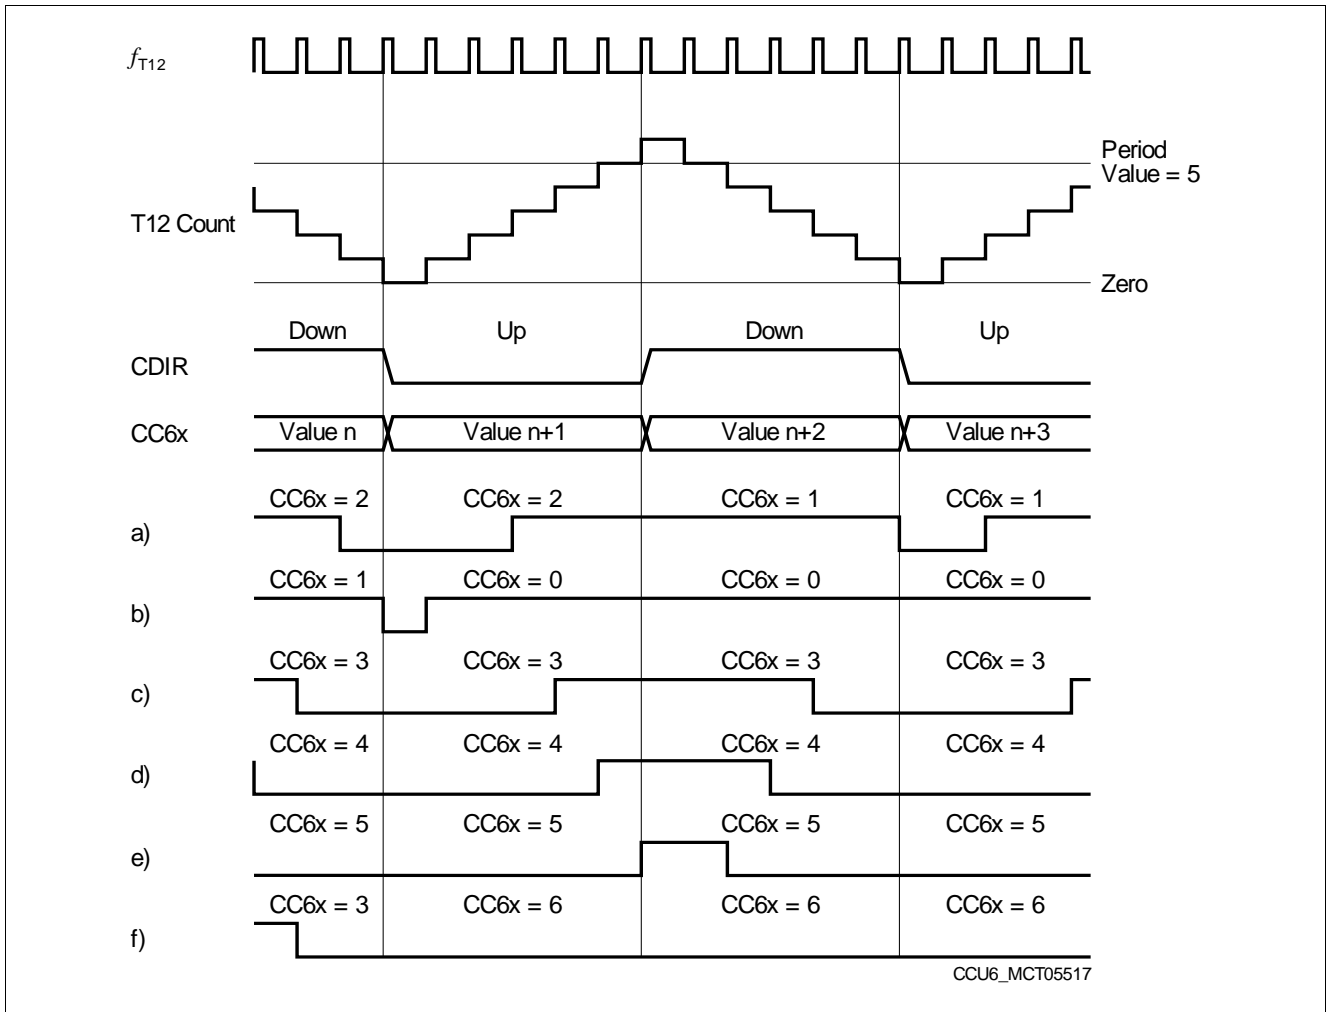 fT12
Period
Value = 5
T12 Count
Zero
Down Up Down Up
CDIR
CC6x Value n Value n+1 Value n+2 Value n+3
CC6x = 2 CC6x = 2 CC6x = 1 CC6x = 1
a)
CC6x = 1 CC6x = 0 CC6x = 0 CC6x = 0
b)
CC6x = 3 CC6x = 3 CC6x = 3 CC6x = 3
c)
CC6x = 4 CC6x = 4 CC6x = 4 CC6x = 4
d)
CC6x = 5 CC6x = 5 CC6x = 5 CC6x = 5
e)
CC6x = 3 CC6x = 6 CC6x = 6 CC6x = 6
f)
CCU6_MCT05517